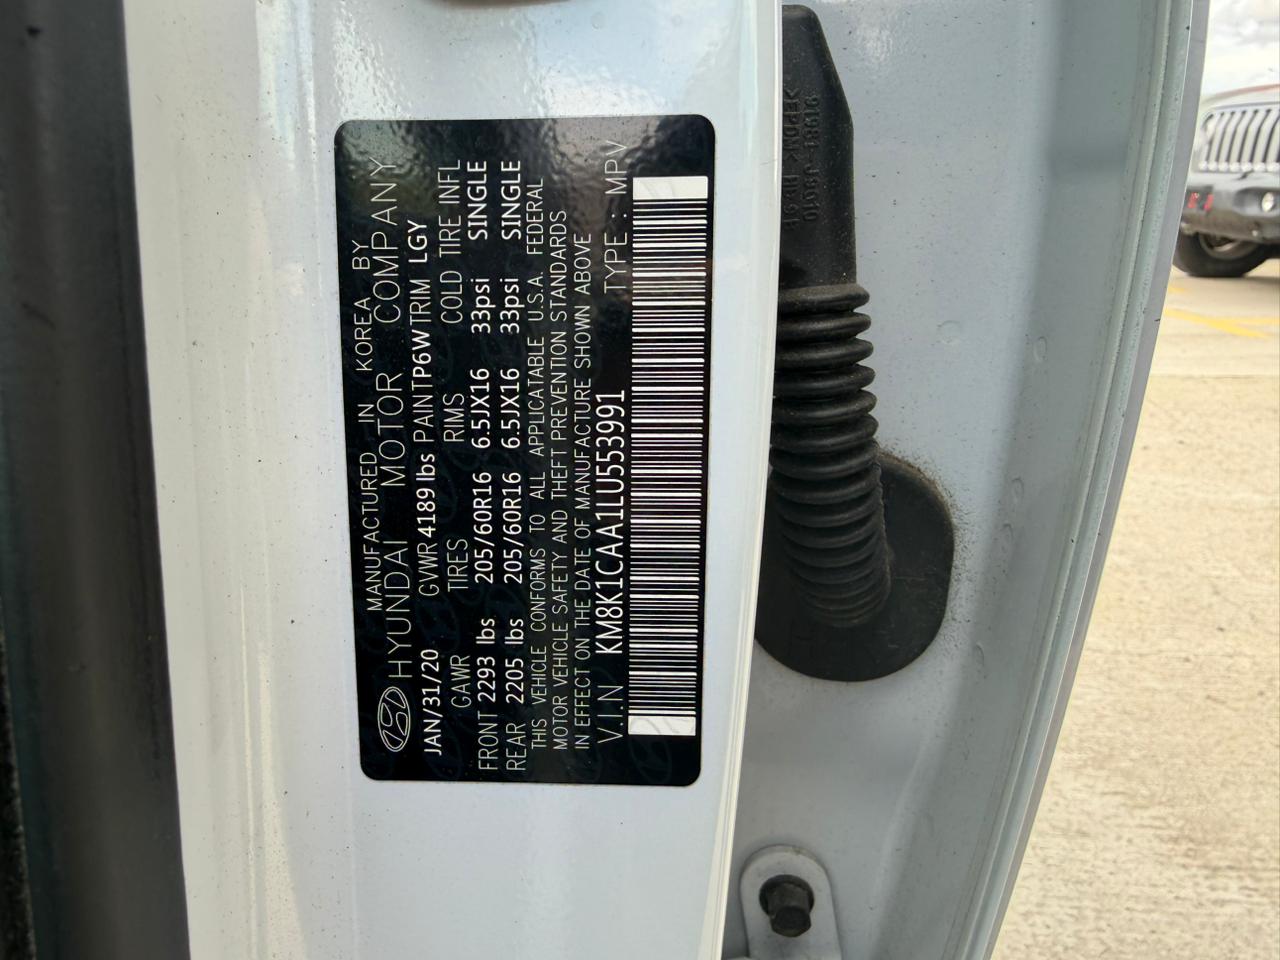 MANUFACTURED IN KOREA BY
HYUNDAI MOTOR COMPANY
JAN/31/20 GVWR 4189 lbs PAINT P6W TRIM LGY
GAWR TIRES RIMS COLD TIRE INFL
FRONT 2293 lbs 205/60R16 6.5JX16 33psi SINGLE
REAR 2205 lbs 205/60R16 6.5JX16 33psi SINGLE
THIS VEHICLE CONFORMS TO ALL APPLICATABLE U.S.A. FEDERAL
MOTOR VEHICLE SAFETY AND THEFT PREVENTION STANDARDS
IN EFFECT ON THE DATE OF MANUFACTURE SHOWN ABOVE
V.I.N KM8K1CAA1LU553991 TYPE : MPV
>EPDM<